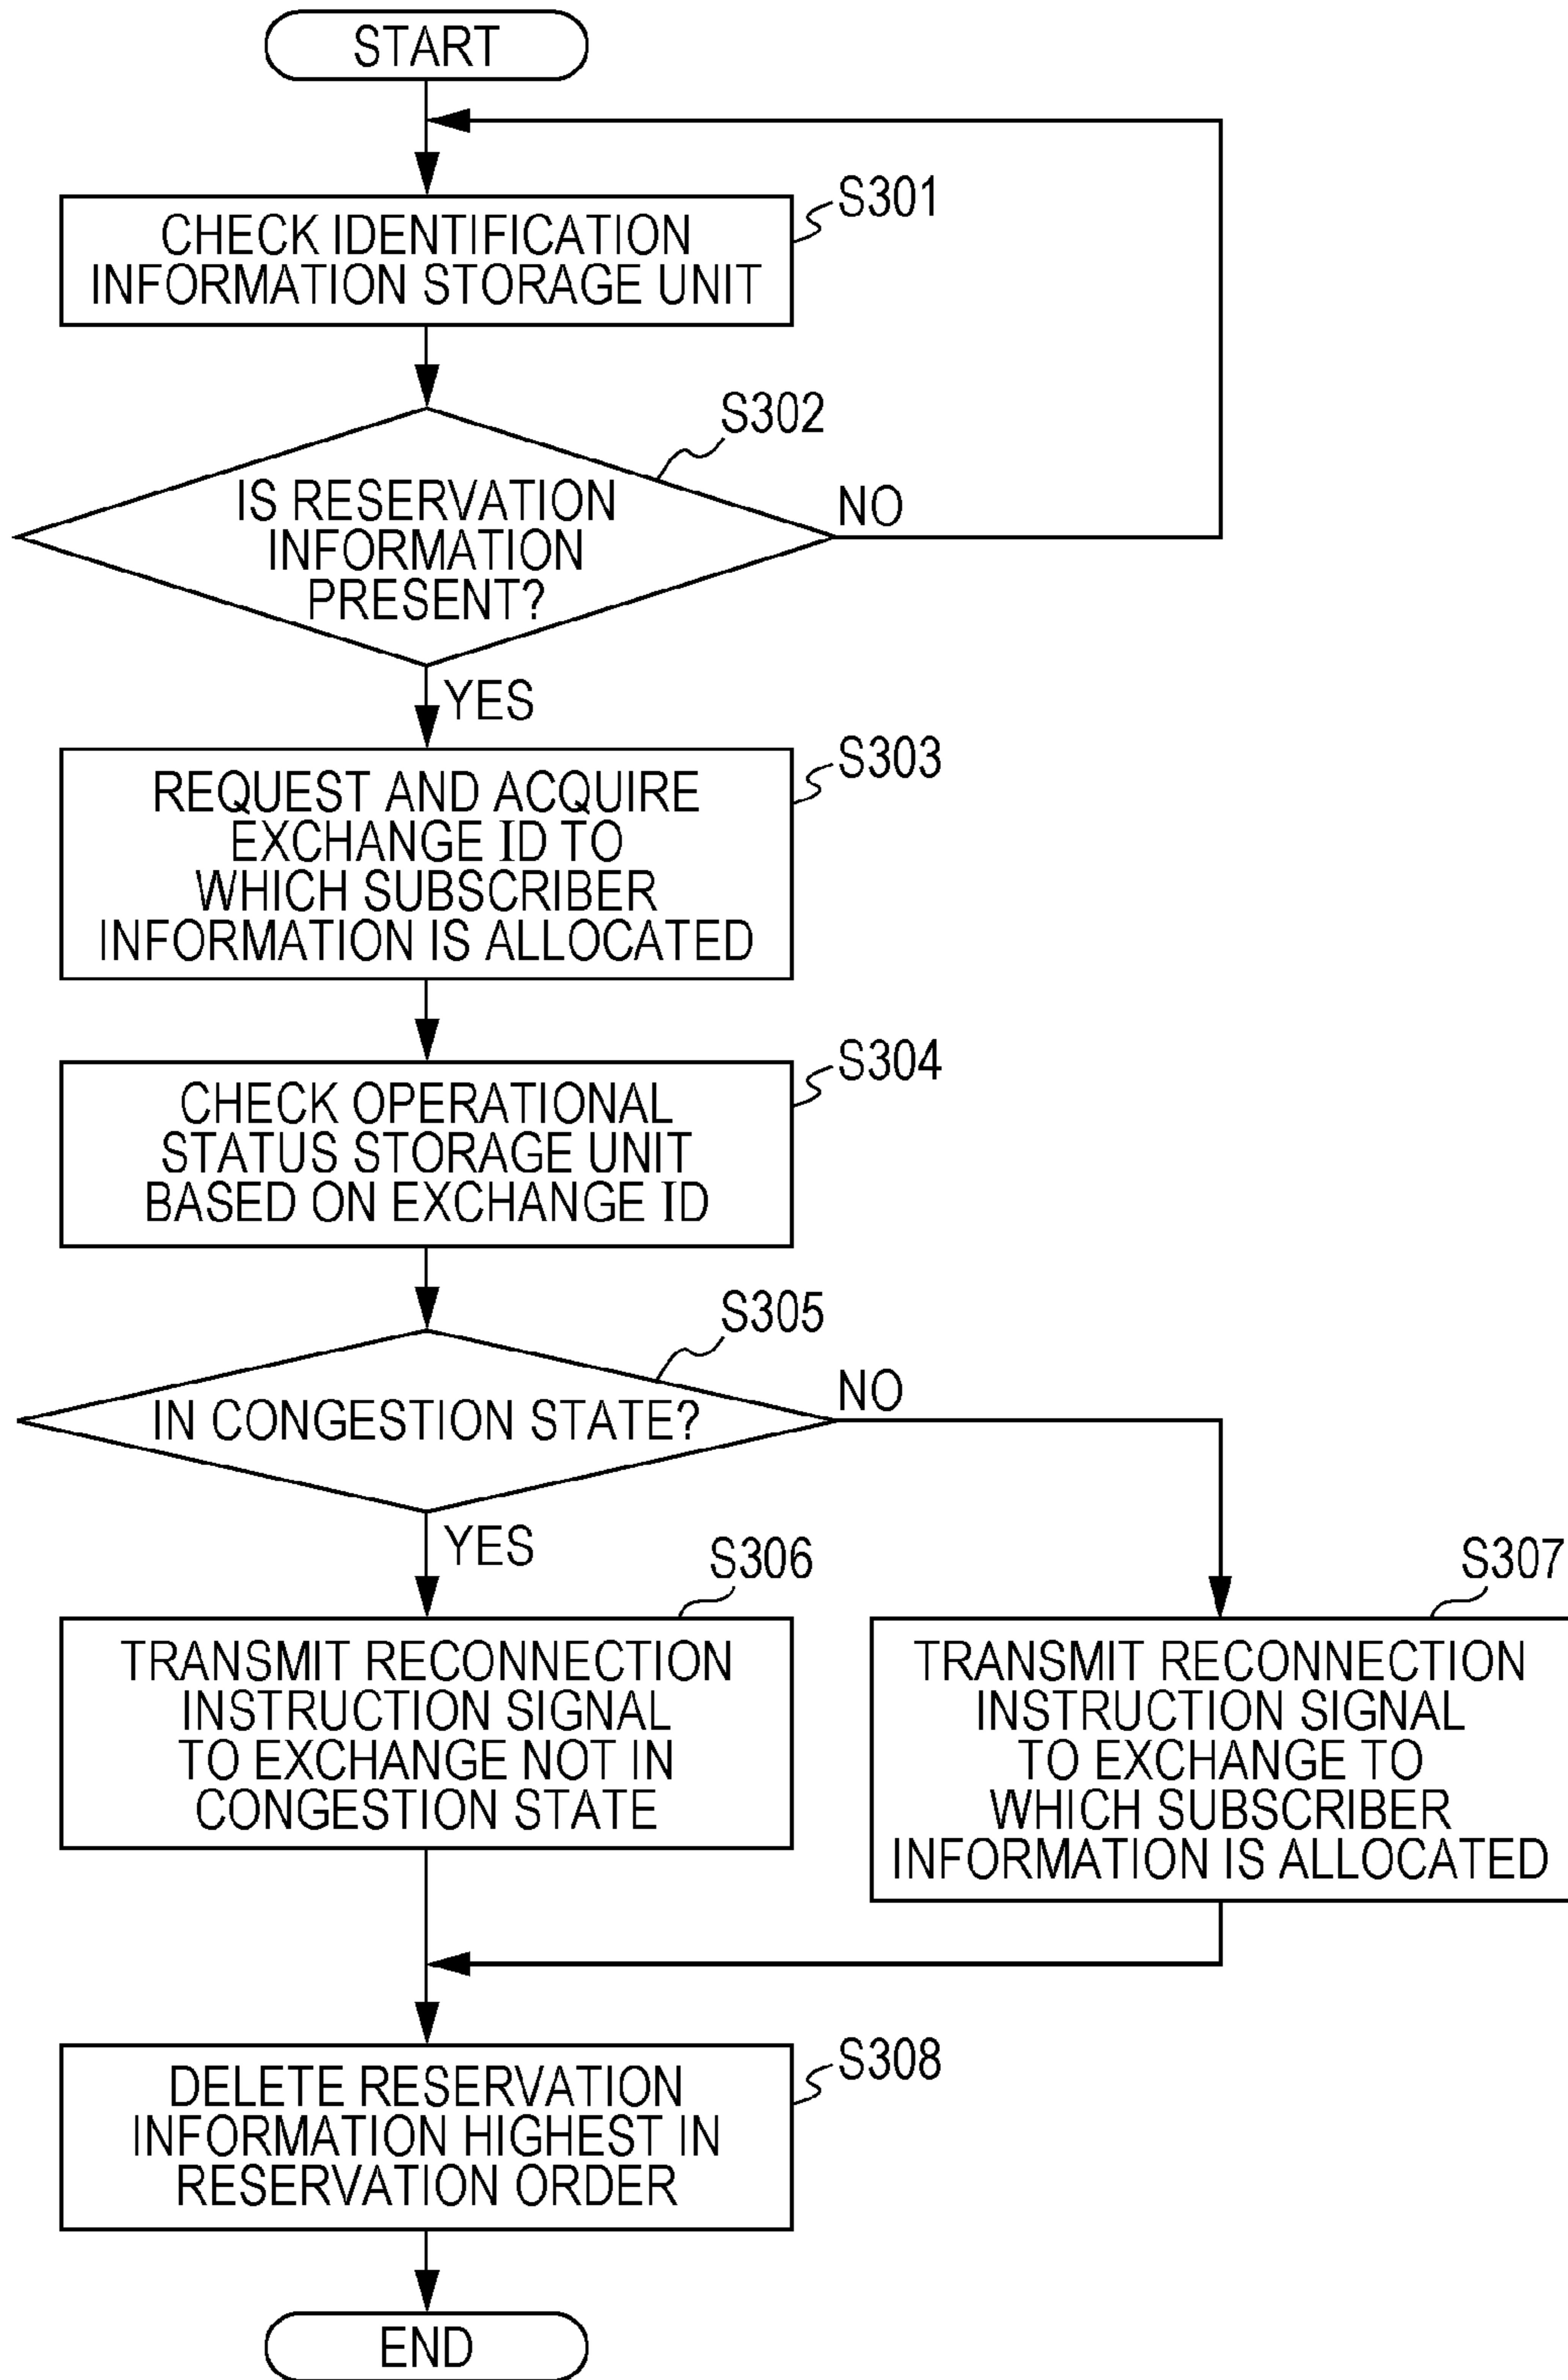 START
S301
CHECK IDENTIFICATION
INFORMATION STORAGE UNIT
S302
IS RESERVATION
INFORMATION
PRESENT?
NO
YES
S303
REQUEST AND ACQUIRE
EXCHANGE ID TO
WHICH SUBSCRIBER
INFORMATION IS ALLOCATED
S304
CHECK OPERATIONAL
STATUS STORAGE UNIT
BASED ON EXCHANGE ID
S305
IN CONGESTION STATE?
NO
YES
S306
TRANSMIT RECONNECTION
INSTRUCTION SIGNAL
TO EXCHANGE NOT IN
CONGESTION STATE
S307
TRANSMIT RECONNECTION
INSTRUCTION SIGNAL
TO EXCHANGE TO
WHICH SUBSCRIBER
INFORMATION IS ALLOCATED
S308
DELETE RESERVATION
INFORMATION HIGHEST IN
RESERVATION ORDER
END